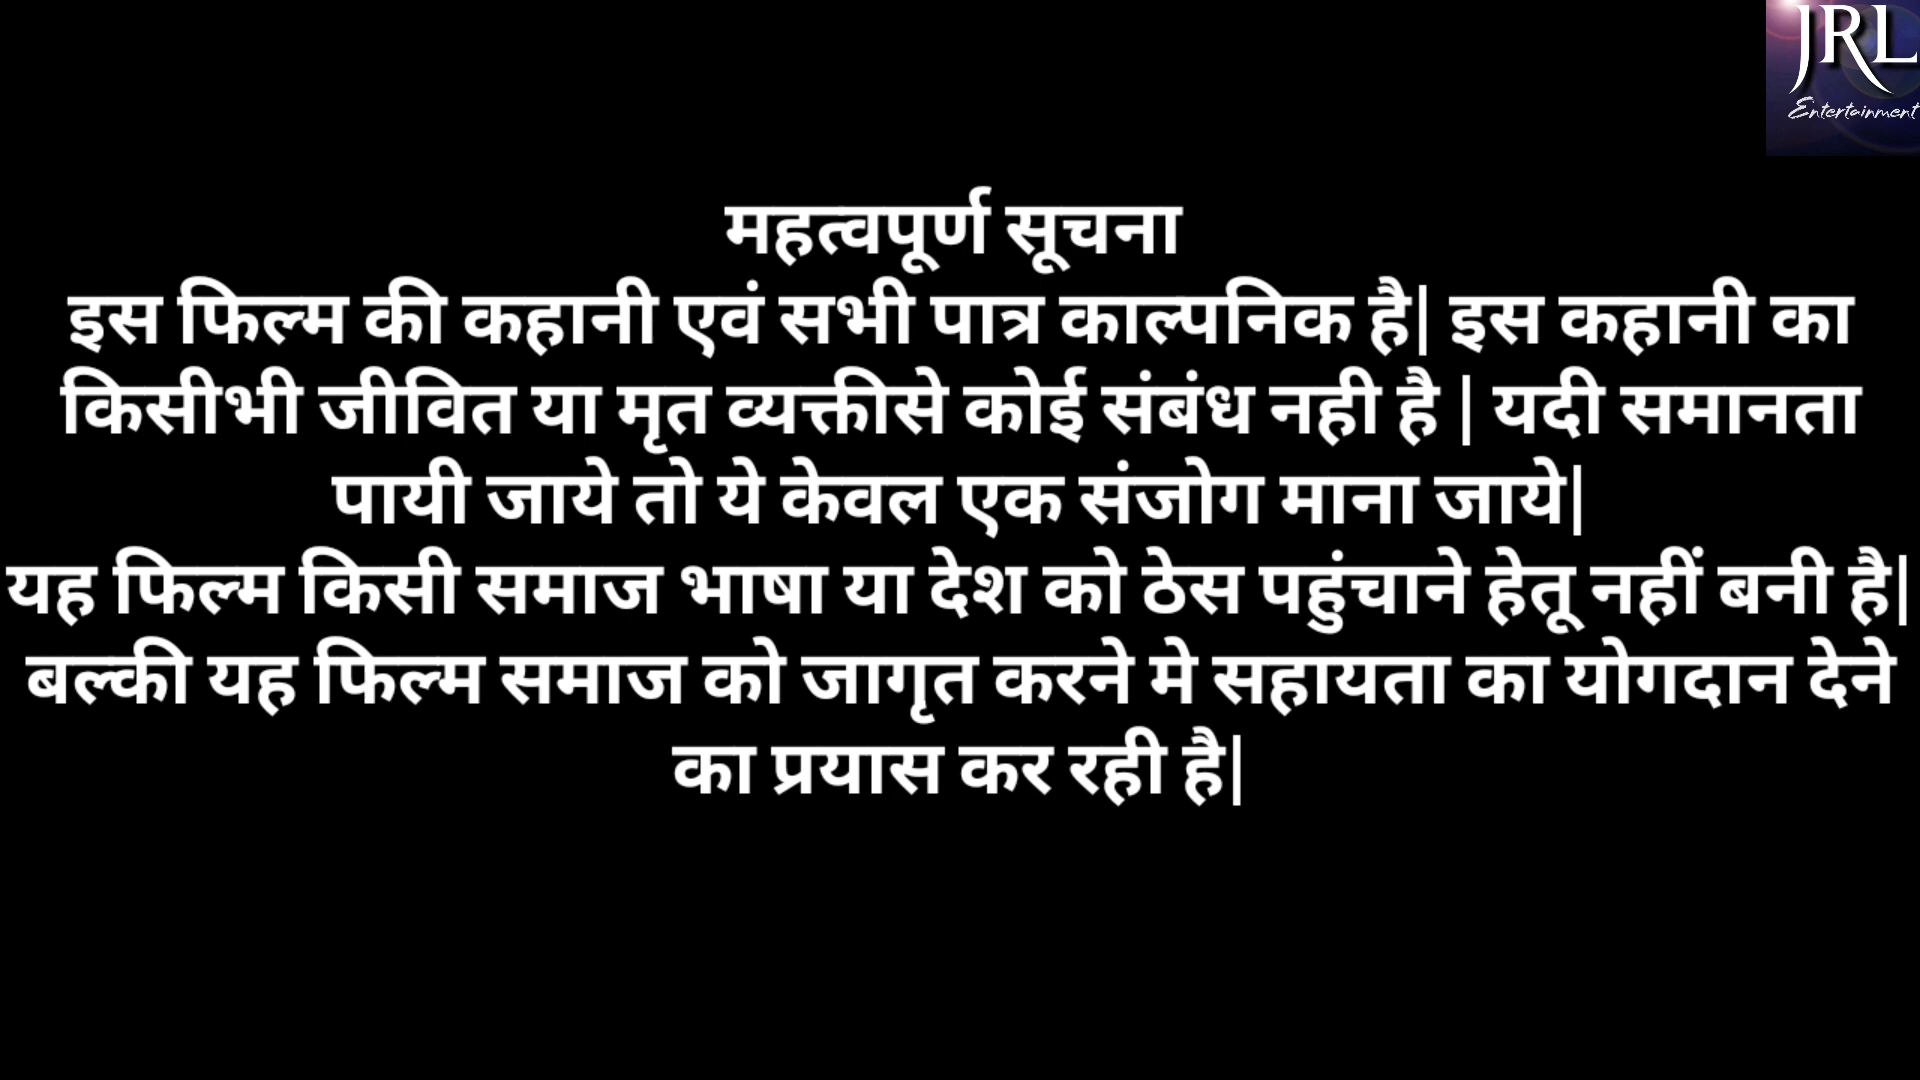 JRL
Entertainment
महत्वपूर्ण सूचना
इस फिल्म की कहानी एवं सभी पात्र काल्पनिक है| इस कहानी का
किसीभी जीवित या मृत व्यक्तीसे कोई संबंध नही है | यदी समानता
पायी जाये तो ये केवल एक संजोग माना जाये|
यह फिल्म किसी समाज भाषा या देश को ठेस पहुंचाने हेतू नहीं बनी है|
बल्की यह फिल्म समाज को जागृत करने मे सहायता का योगदान देने
का प्रयास कर रही है|